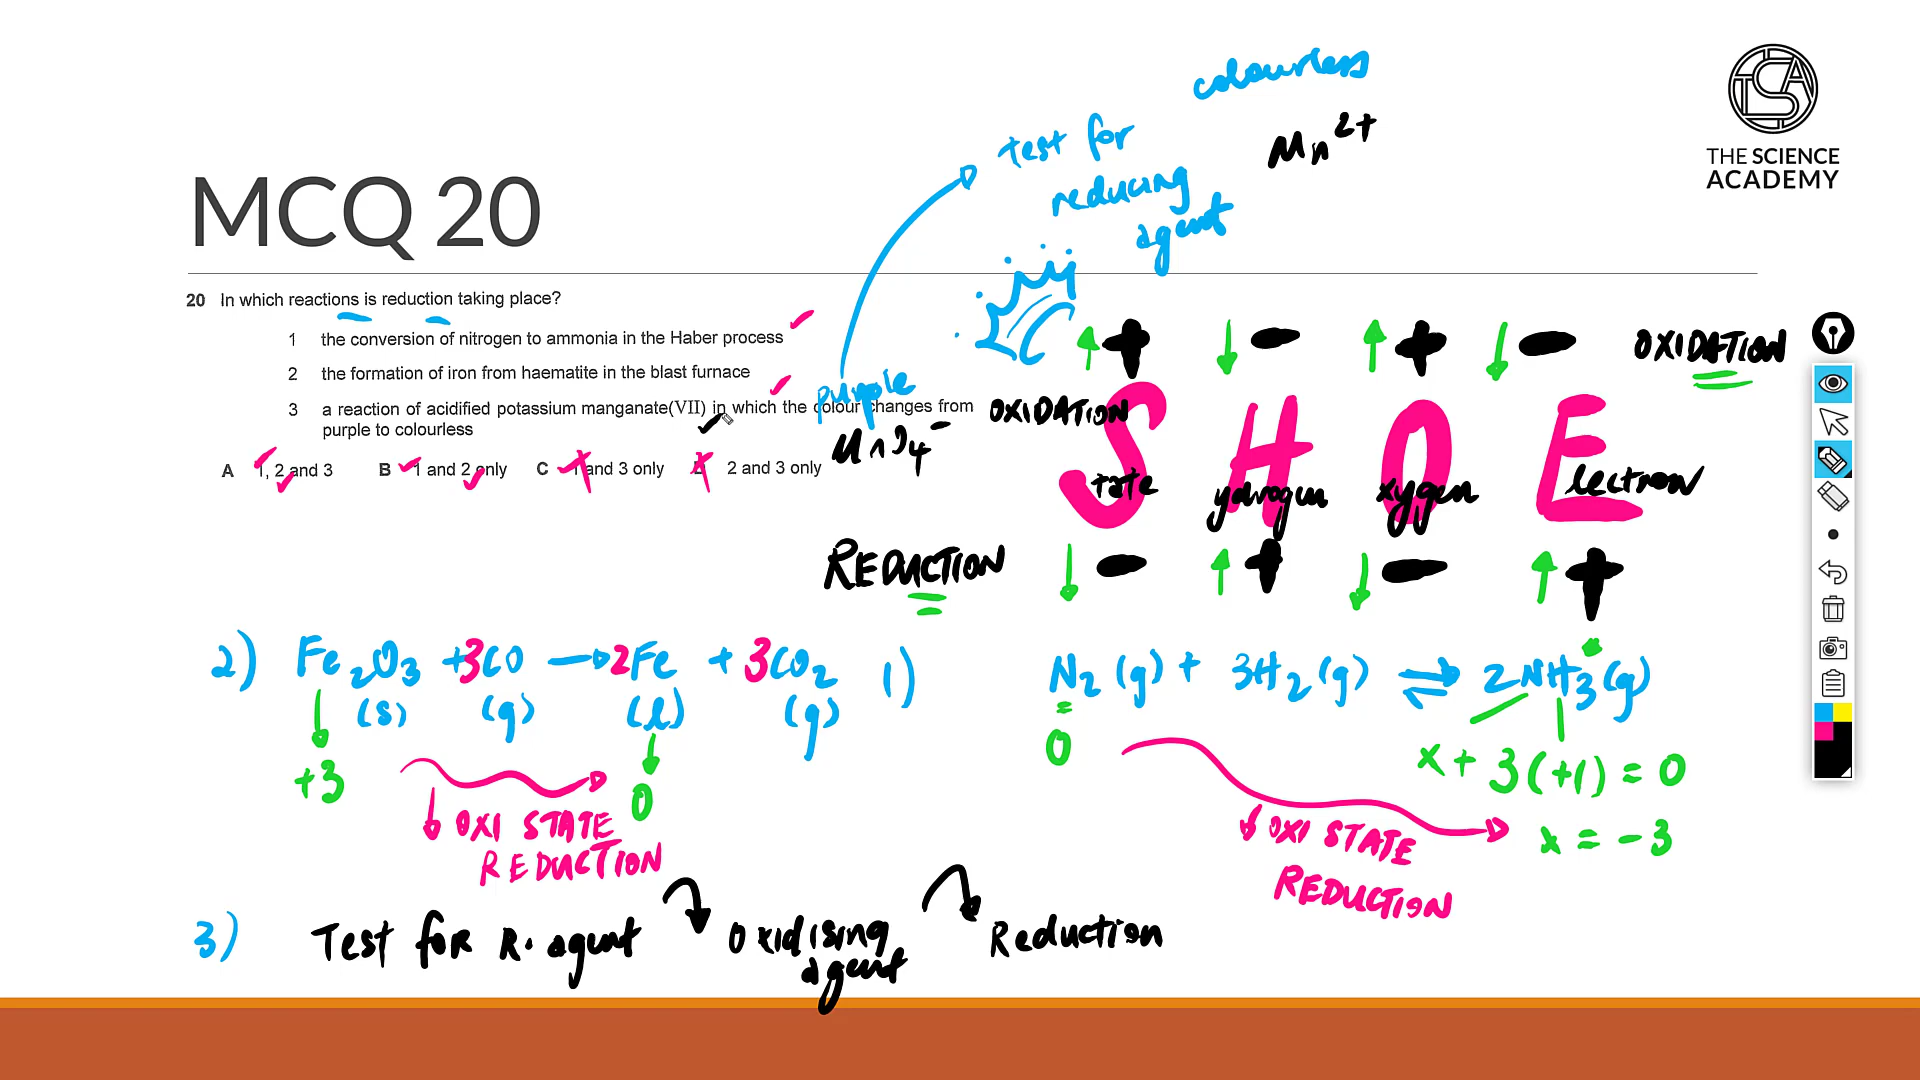 colourless
Mn2+
test for
reducing
agent
THE SCIENCE
ACADEMY
MCQ 20
20 In which reactions is reduction taking place?
1 the conversion of nitrogen to ammonia in the Haber process
2 the formation of iron from haematite in the blast furnace
3 a reaction of acidified potassium manganate(VII) in which the colour changes from
purple to colourless
purple
MnO4-
A 1, 2 and 3 B 1 and 2 only C 1 and 3 only D 2 and 3 only
↑ + ↓ - ↑ + ↓ - OXIDATION
OXIDATION
S H O E
tate ydrogen xygen lectron
REDUCTION ↓ - ↑ + ↓ - ↑ +
2) Fe2O3 + 3CO → 2Fe + 3CO2
(s) (g) (l) (g)
+3 0
↓ OXI STATE
REDUCTION
1) N2(g) + 3H2(g) ⇌ 2NH3(g)
0
x + 3(+1) = 0
x = -3
↓ OXI STATE
REDUCTION
3) Test for R. agent Oxidising agent Reduction